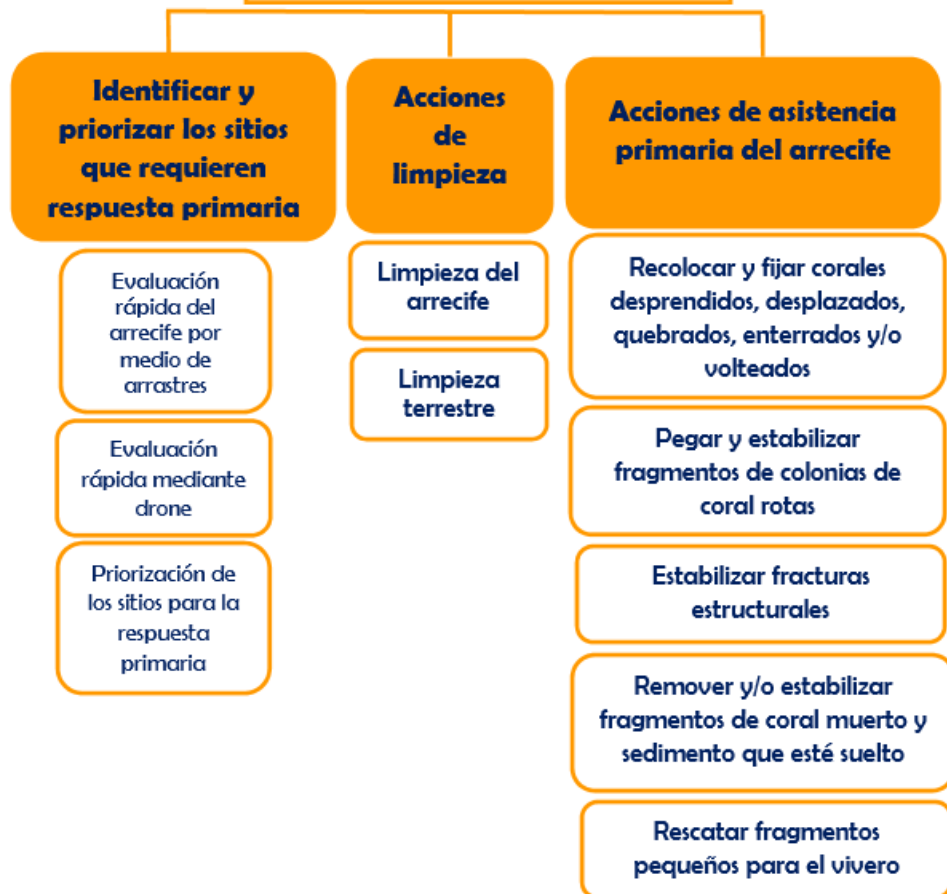 Identificar y
priorizar los sitios
que requieren
respuesta primaria
Evaluación
rápida del
arrecife por
medio de
arrastres
Evaluación
rápida mediante
drone
Priorización de
los sitios para la
respuesta
primaria
Acciones
de
limpieza
Limpieza del
arrecife
Limpieza
terrestre
Acciones de asistencia
primaria del arrecife
Recolocar y fijar corales
desprendidos, desplazados,
quebrados, enterrados y/o
volteados
Pegar y estabilizar
fragmentos de colonias de
coral rotas
Estabilizar fracturas
estructurales
Remover y/o estabilizar
fragmentos de coral muerto y
sedimento que esté suelto
Rescatar fragmentos
pequeños para el vivero